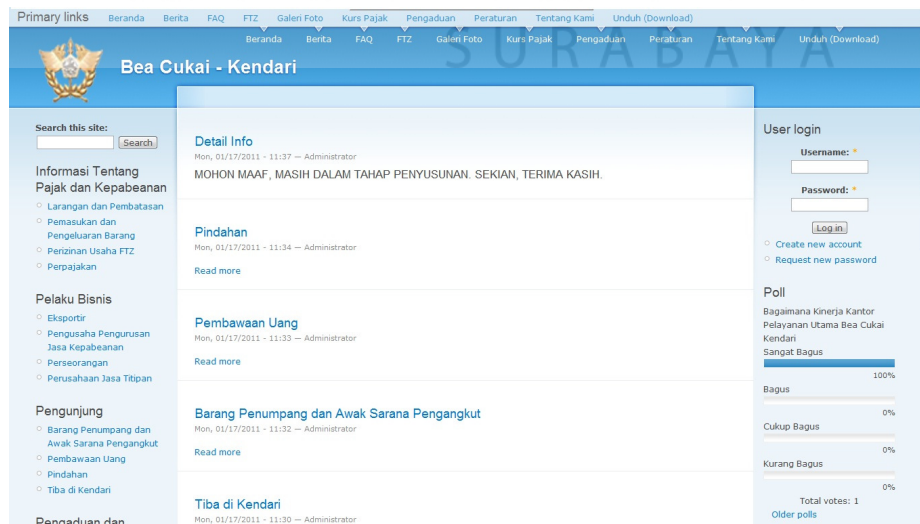 Primary links Beranda Berita FAQ FTZ Galeri Foto Kurs Pajak Pengaduan Peraturan Tentang Kami Unduh (Download)
Beranda Berita FAQ FTZ Galeri Foto Kurs Pajak Pengaduan Peraturan Tentang Kami Unduh (Download)
SURABAYA
Bea Cukai - Kendari
Search this site:
Search
Informasi Tentang
Pajak dan Kepabeanan
Larangan dan Pembatasan
Pemasukan dan
Pengeluaran Barang
Perizinan Usaha FTZ
Perpajakan
Pelaku Bisnis
Eksportir
Pengusaha Pengurusan
Jasa Kepabeanan
Perseorangan
Perusahaan Jasa Titipan
Pengunjung
Barang Penumpang dan
Awak Sarana Pengangkut
Pembawaan Uang
Pindahan
Tiba di Kendari
Pengaduan dan
Detail Info
Mon, 01/17/2011 - 11:37 — Administrator
MOHON MAAF, MASIH DALAM TAHAP PENYUSUNAN. SEKIAN, TERIMA KASIH.
Pindahan
Mon, 01/17/2011 - 11:34 — Administrator
Read more
Pembawaan Uang
Mon, 01/17/2011 - 11:33 — Administrator
Read more
Barang Penumpang dan Awak Sarana Pengangkut
Mon, 01/17/2011 - 11:32 — Administrator
Read more
Tiba di Kendari
Mon, 01/17/2011 - 11:30 — Administrator
User login
Username: *
Password: *
Log in
Create new account
Request new password
Poll
Bagaimana Kinerja Kantor
Pelayanan Utama Bea Cukai
Kendari
Sangat Bagus
100%
Bagus
0%
Cukup Bagus
0%
Kurang Bagus
0%
Total votes: 1
Older polls